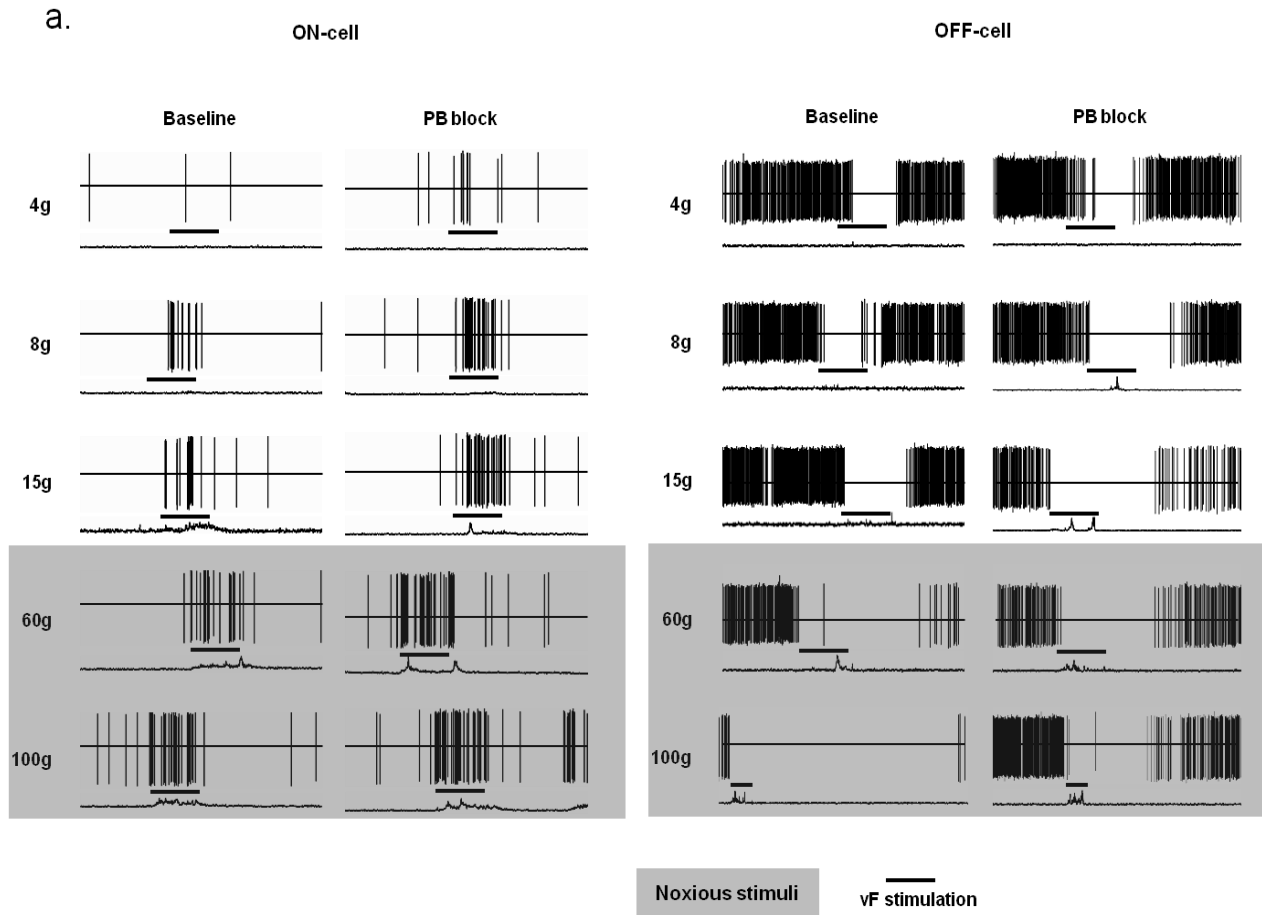 a.
ON-cell
OFF-cell
Baseline
PB block
Baseline
PB block
4g
4g
8g
8g
15g
15g
60g
60g
100g
100g
Noxious stimuli
vF stimulation